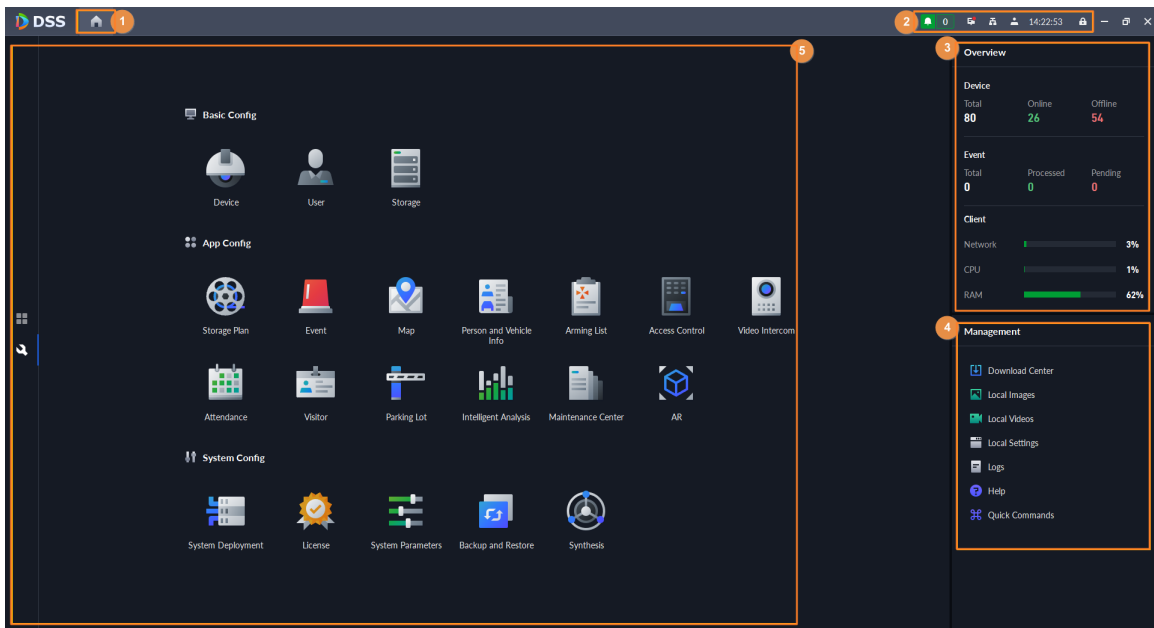 DSS
1
2
0
14:22:53
5
3
Overview
Device
Total Online Offline
80 26 54
Event
Total Processed Pending
0 0 0
Client
Network 3%
CPU 1%
RAM 62%
4
Management
Download Center
Local Images
Local Videos
Local Settings
Logs
Help
Quick Commands
Basic Config
Device User Storage
App Config
Storage Plan Event Map Person and Vehicle Arming List Access Control Video Intercom
Info
Attendance Visitor Parking Lot Intelligent Analysis Maintenance Center AR
System Config
System Deployment License System Parameters Backup and Restore Synthesis